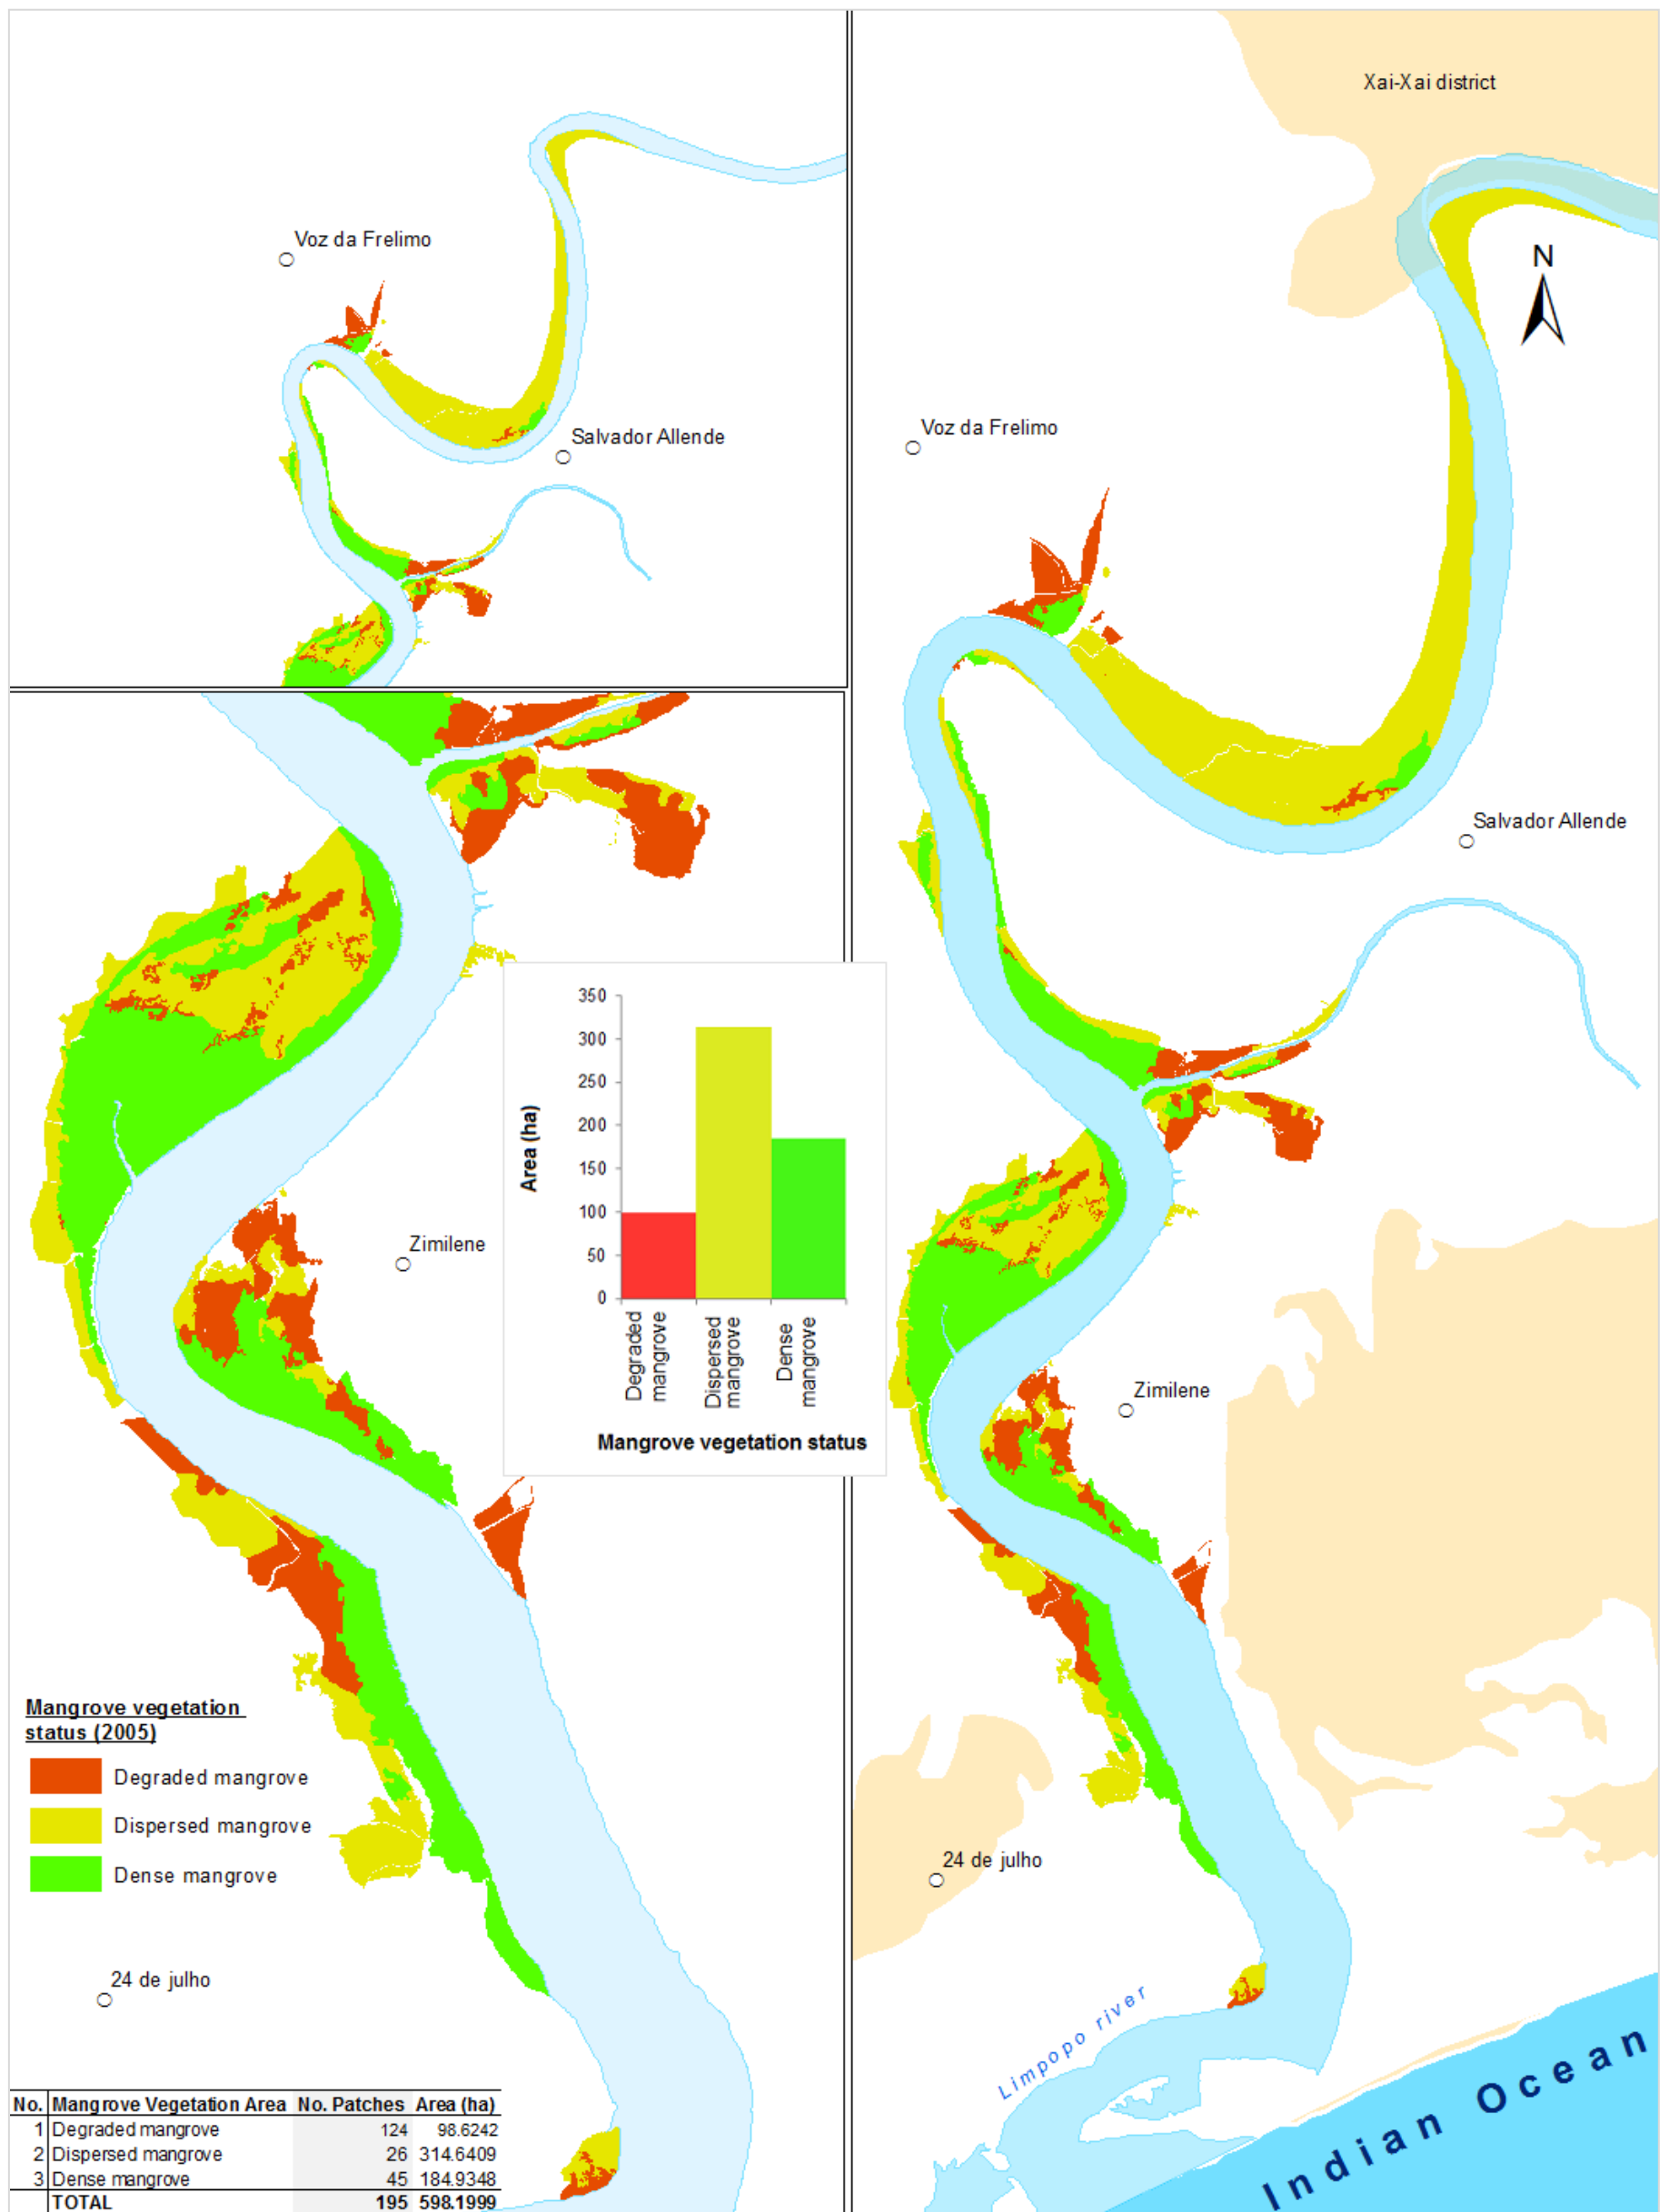 Voz da Frelimo
Salvador Allende
Xai-Xai district
N
Voz da Frelimo
Salvador Allende
Zimilene
350
300
250
200
150
100
50
0
Area (ha)
Degraded
mangrove
Dispersed
mangrove
Dense
mangrove
Mangrove vegetation status
Zimilene
Mangrove vegetation
status (2005)
Degraded mangrove
Dispersed mangrove
Dense mangrove
24 de julho
24 de julho
Limpopo river
Indian Ocean
No. Mangrove Vegetation Area No. Patches Area (ha)
1 Degraded mangrove 124 98.6242
2 Dispersed mangrove 26 314.6409
3 Dense mangrove 45 184.9348
TOTAL 195 598.1999